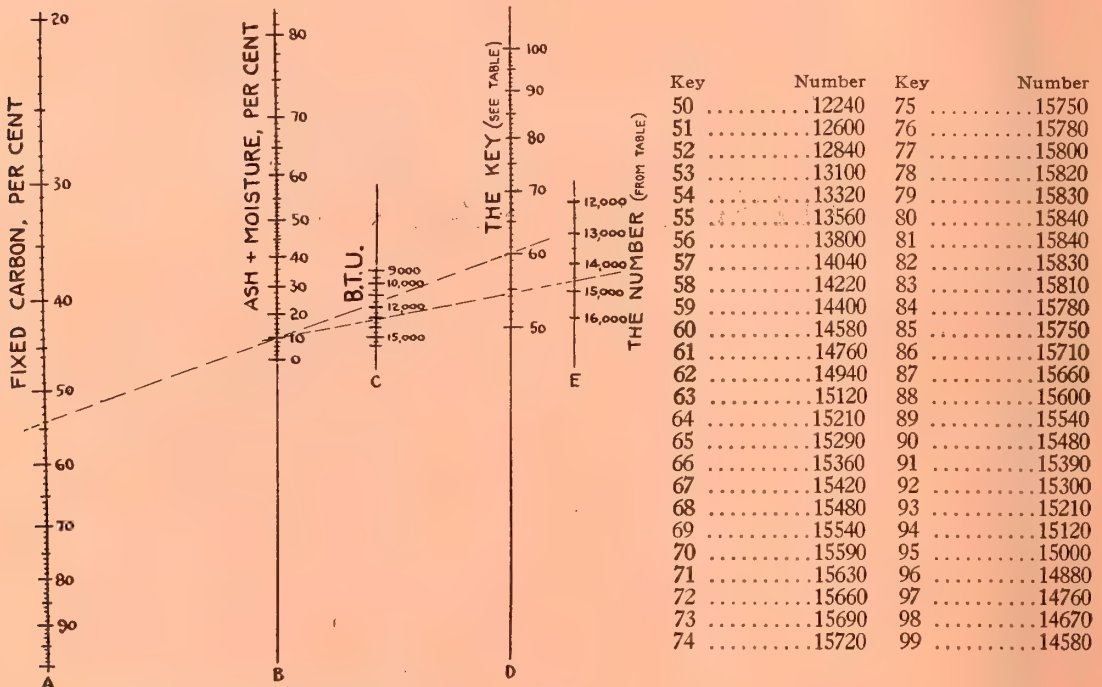 FIXED CARBON, PER CENT
20
30
40
50
60
70
80
90
A
ASH + MOISTURE, PER CENT
80
70
60
50
40
30
20
10
0
B
B.T.U.
9000
10,000
12,000
15,000
C
THE KEY (SEE TABLE)
100
90
80
70
60
50
D
THE NUMBER (FROM TABLE)
12,000
13,000
14,000
15,000
16,000
E
Key Number Key Number
50 ........... 12240 75 ........... 15750
51 ........... 12600 76 ........... 15780
52 ........... 12840 77 ........... 15800
53 ........... 13100 78 ........... 15820
54 ........... 13320 79 ........... 15830
55 ........... 13560 80 ........... 15840
56 ........... 13800 81 ........... 15840
57 ........... 14040 82 ........... 15830
58 ........... 14220 83 ........... 15810
59 ........... 14400 84 ........... 15780
60 ........... 14580 85 ........... 15750
61 ........... 14760 86 ........... 15710
62 ........... 14940 87 ........... 15660
63 ........... 15120 88 ........... 15600
64 ........... 15210 89 ........... 15540
65 ........... 15290 90 ........... 15480
66 ........... 15360 91 ........... 15390
67 ........... 15420 92 ........... 15300
68 ........... 15480 93 ........... 15210
69 ........... 15540 94 ........... 15120
70 ........... 15590 95 ........... 15000
71 ........... 15630 96 ........... 14880
72 ........... 15660 97 ........... 14760
73 ........... 15690 98 ........... 14670
74 ........... 15720 99 ........... 14580